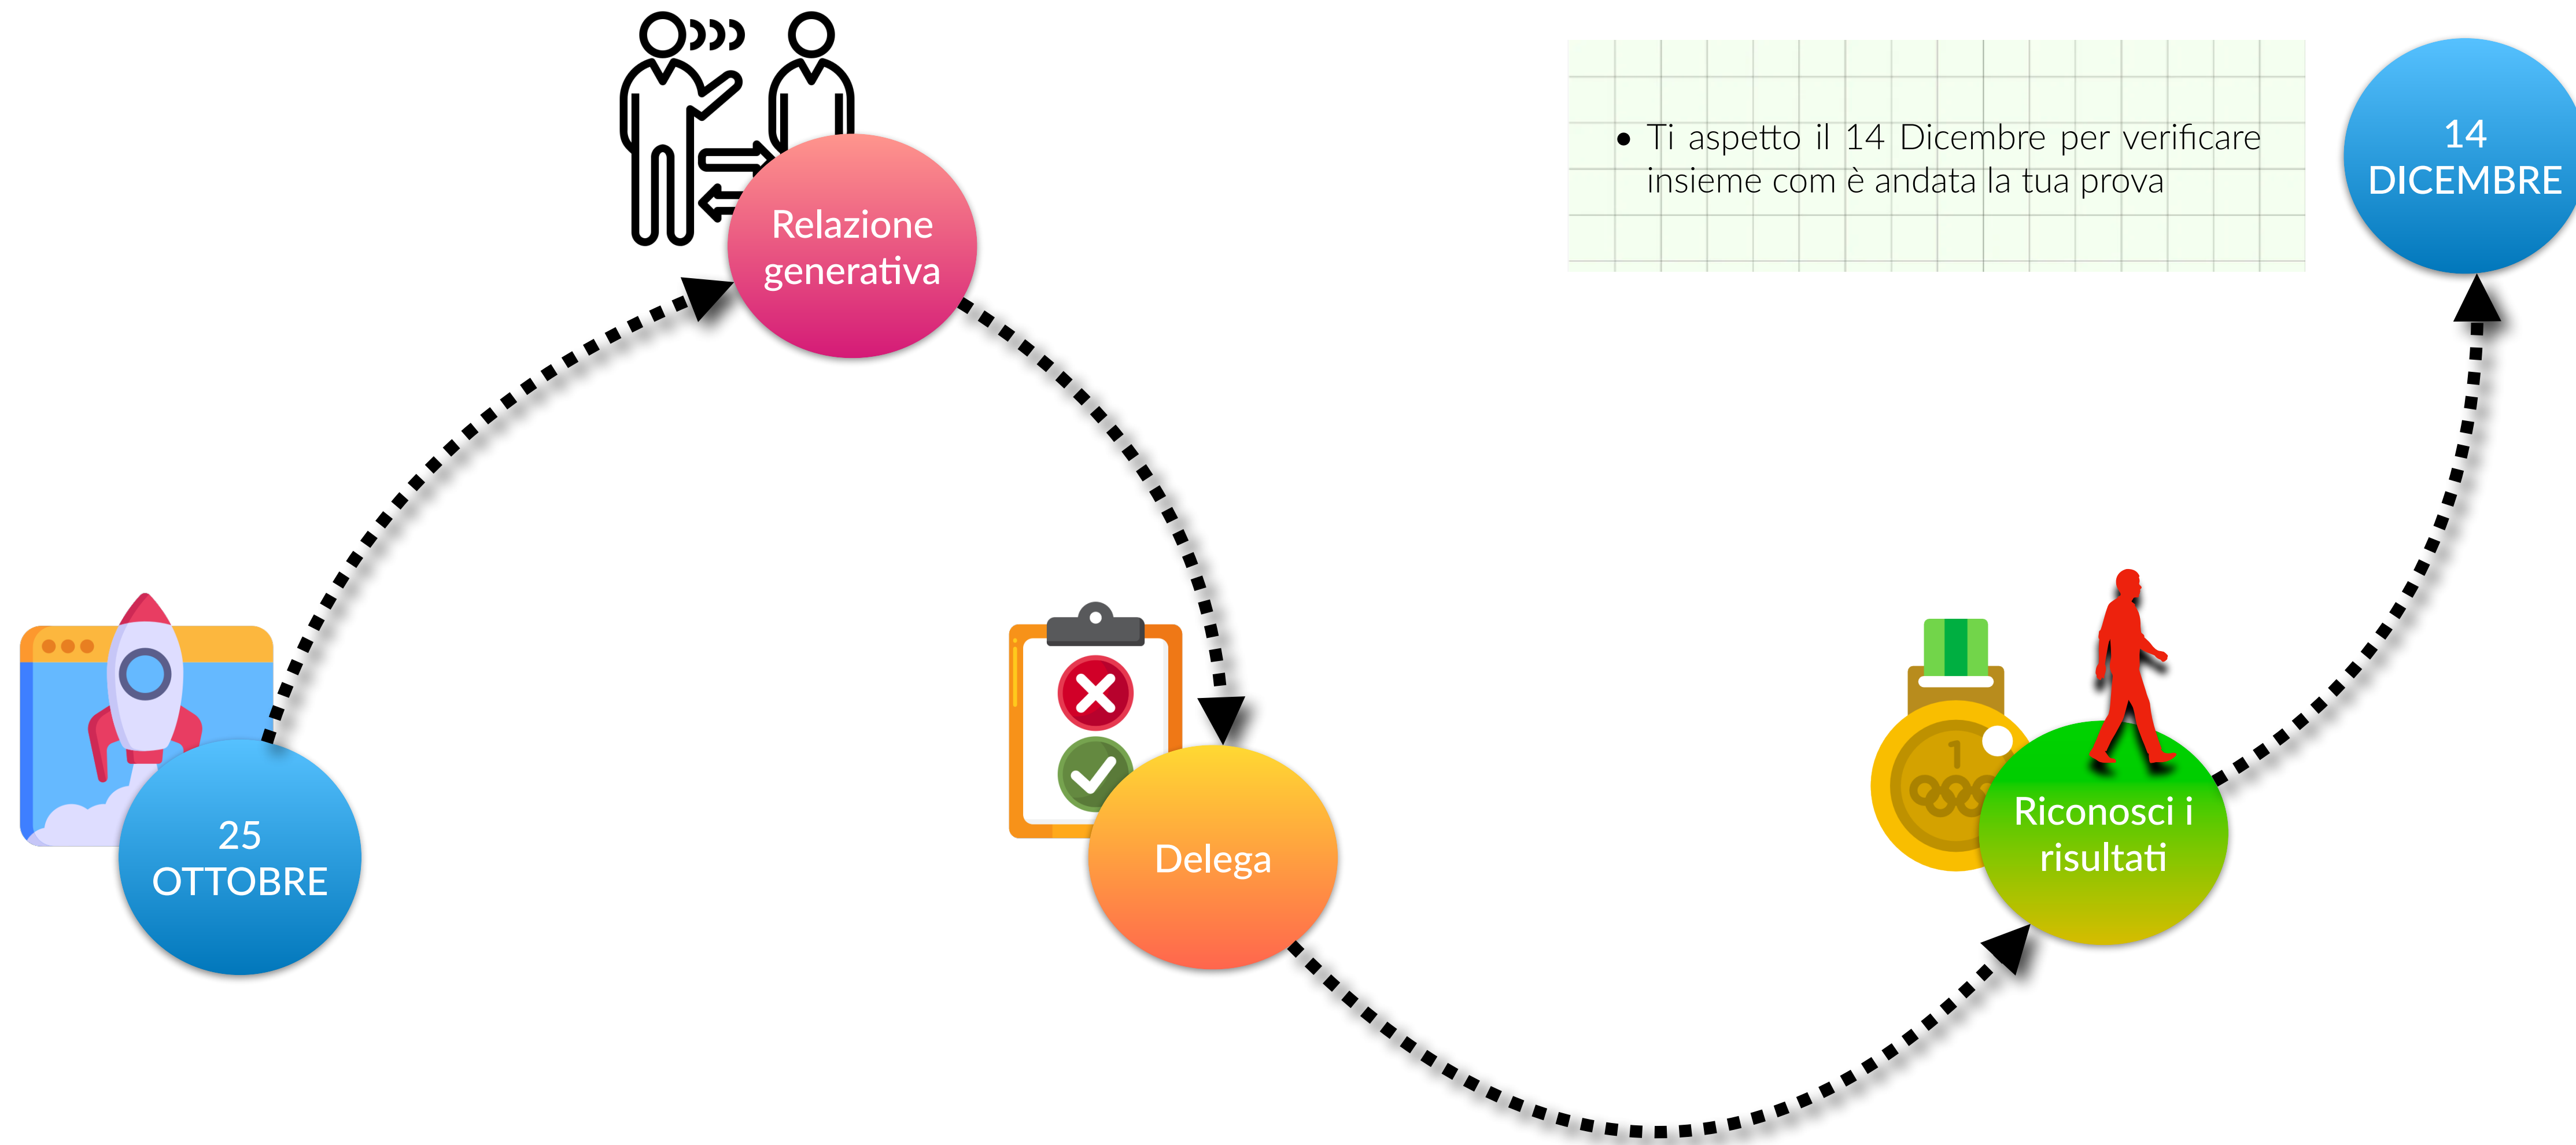 Relazione
generativa
• Ti aspetto il 14 Dicembre per verificare
insieme com è andata la tua prova
14
DICEMBRE
25
OTTOBRE
Delega
1
Riconosci i
risultati